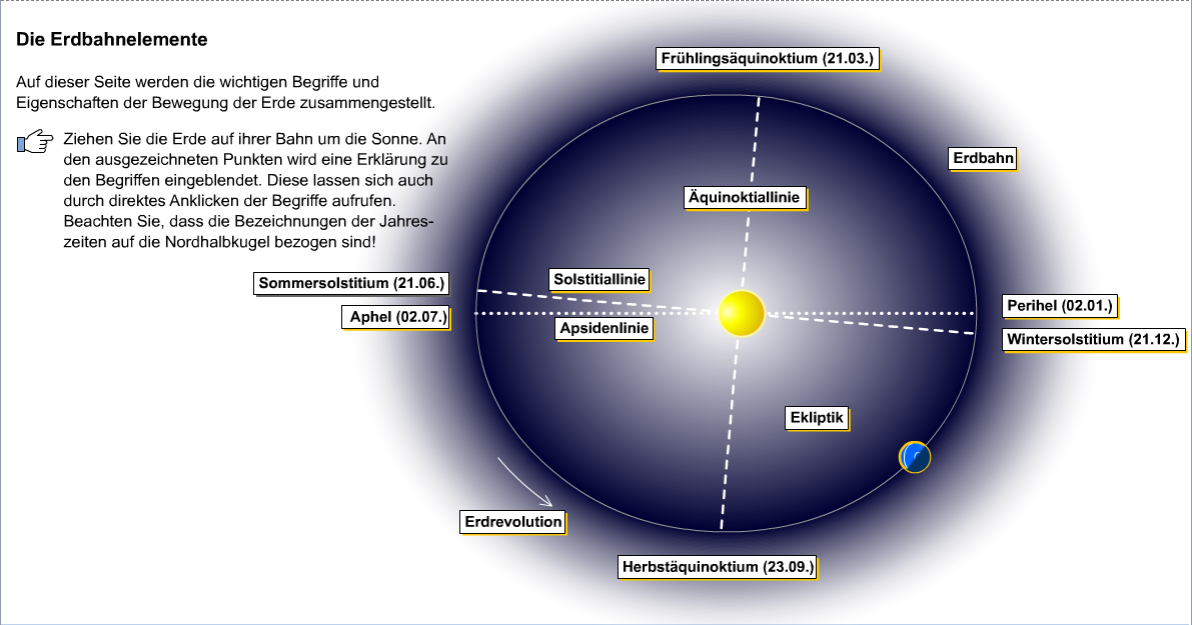 Die Erdbahnelemente
Auf dieser Seite werden die wichtigen Begriffe und
Eigenschaften der Bewegung der Erde zusammengestellt.
Ziehen Sie die Erde auf ihrer Bahn um die Sonne. An
den ausgezeichneten Punkten wird eine Erklärung zu
den Begriffen eingeblendet. Diese lassen sich auch
durch direktes Anklicken der Begriffe aufrufen.
Beachten Sie, dass die Bezeichnungen der Jahres-
zeiten auf die Nordhalbkugel bezogen sind!
Frühlingsäquinoktium (21.03.)
Erdbahn
Äquinoktiallinie
Solstitiallinie
Sommersolstitium (21.06.)
Aphel (02.07.)
Apsidenlinie
Perihel (02.01.)
Wintersolstitium (21.12.)
Ekliptik
Erdrevolution
Herbstäquinoktium (23.09.)